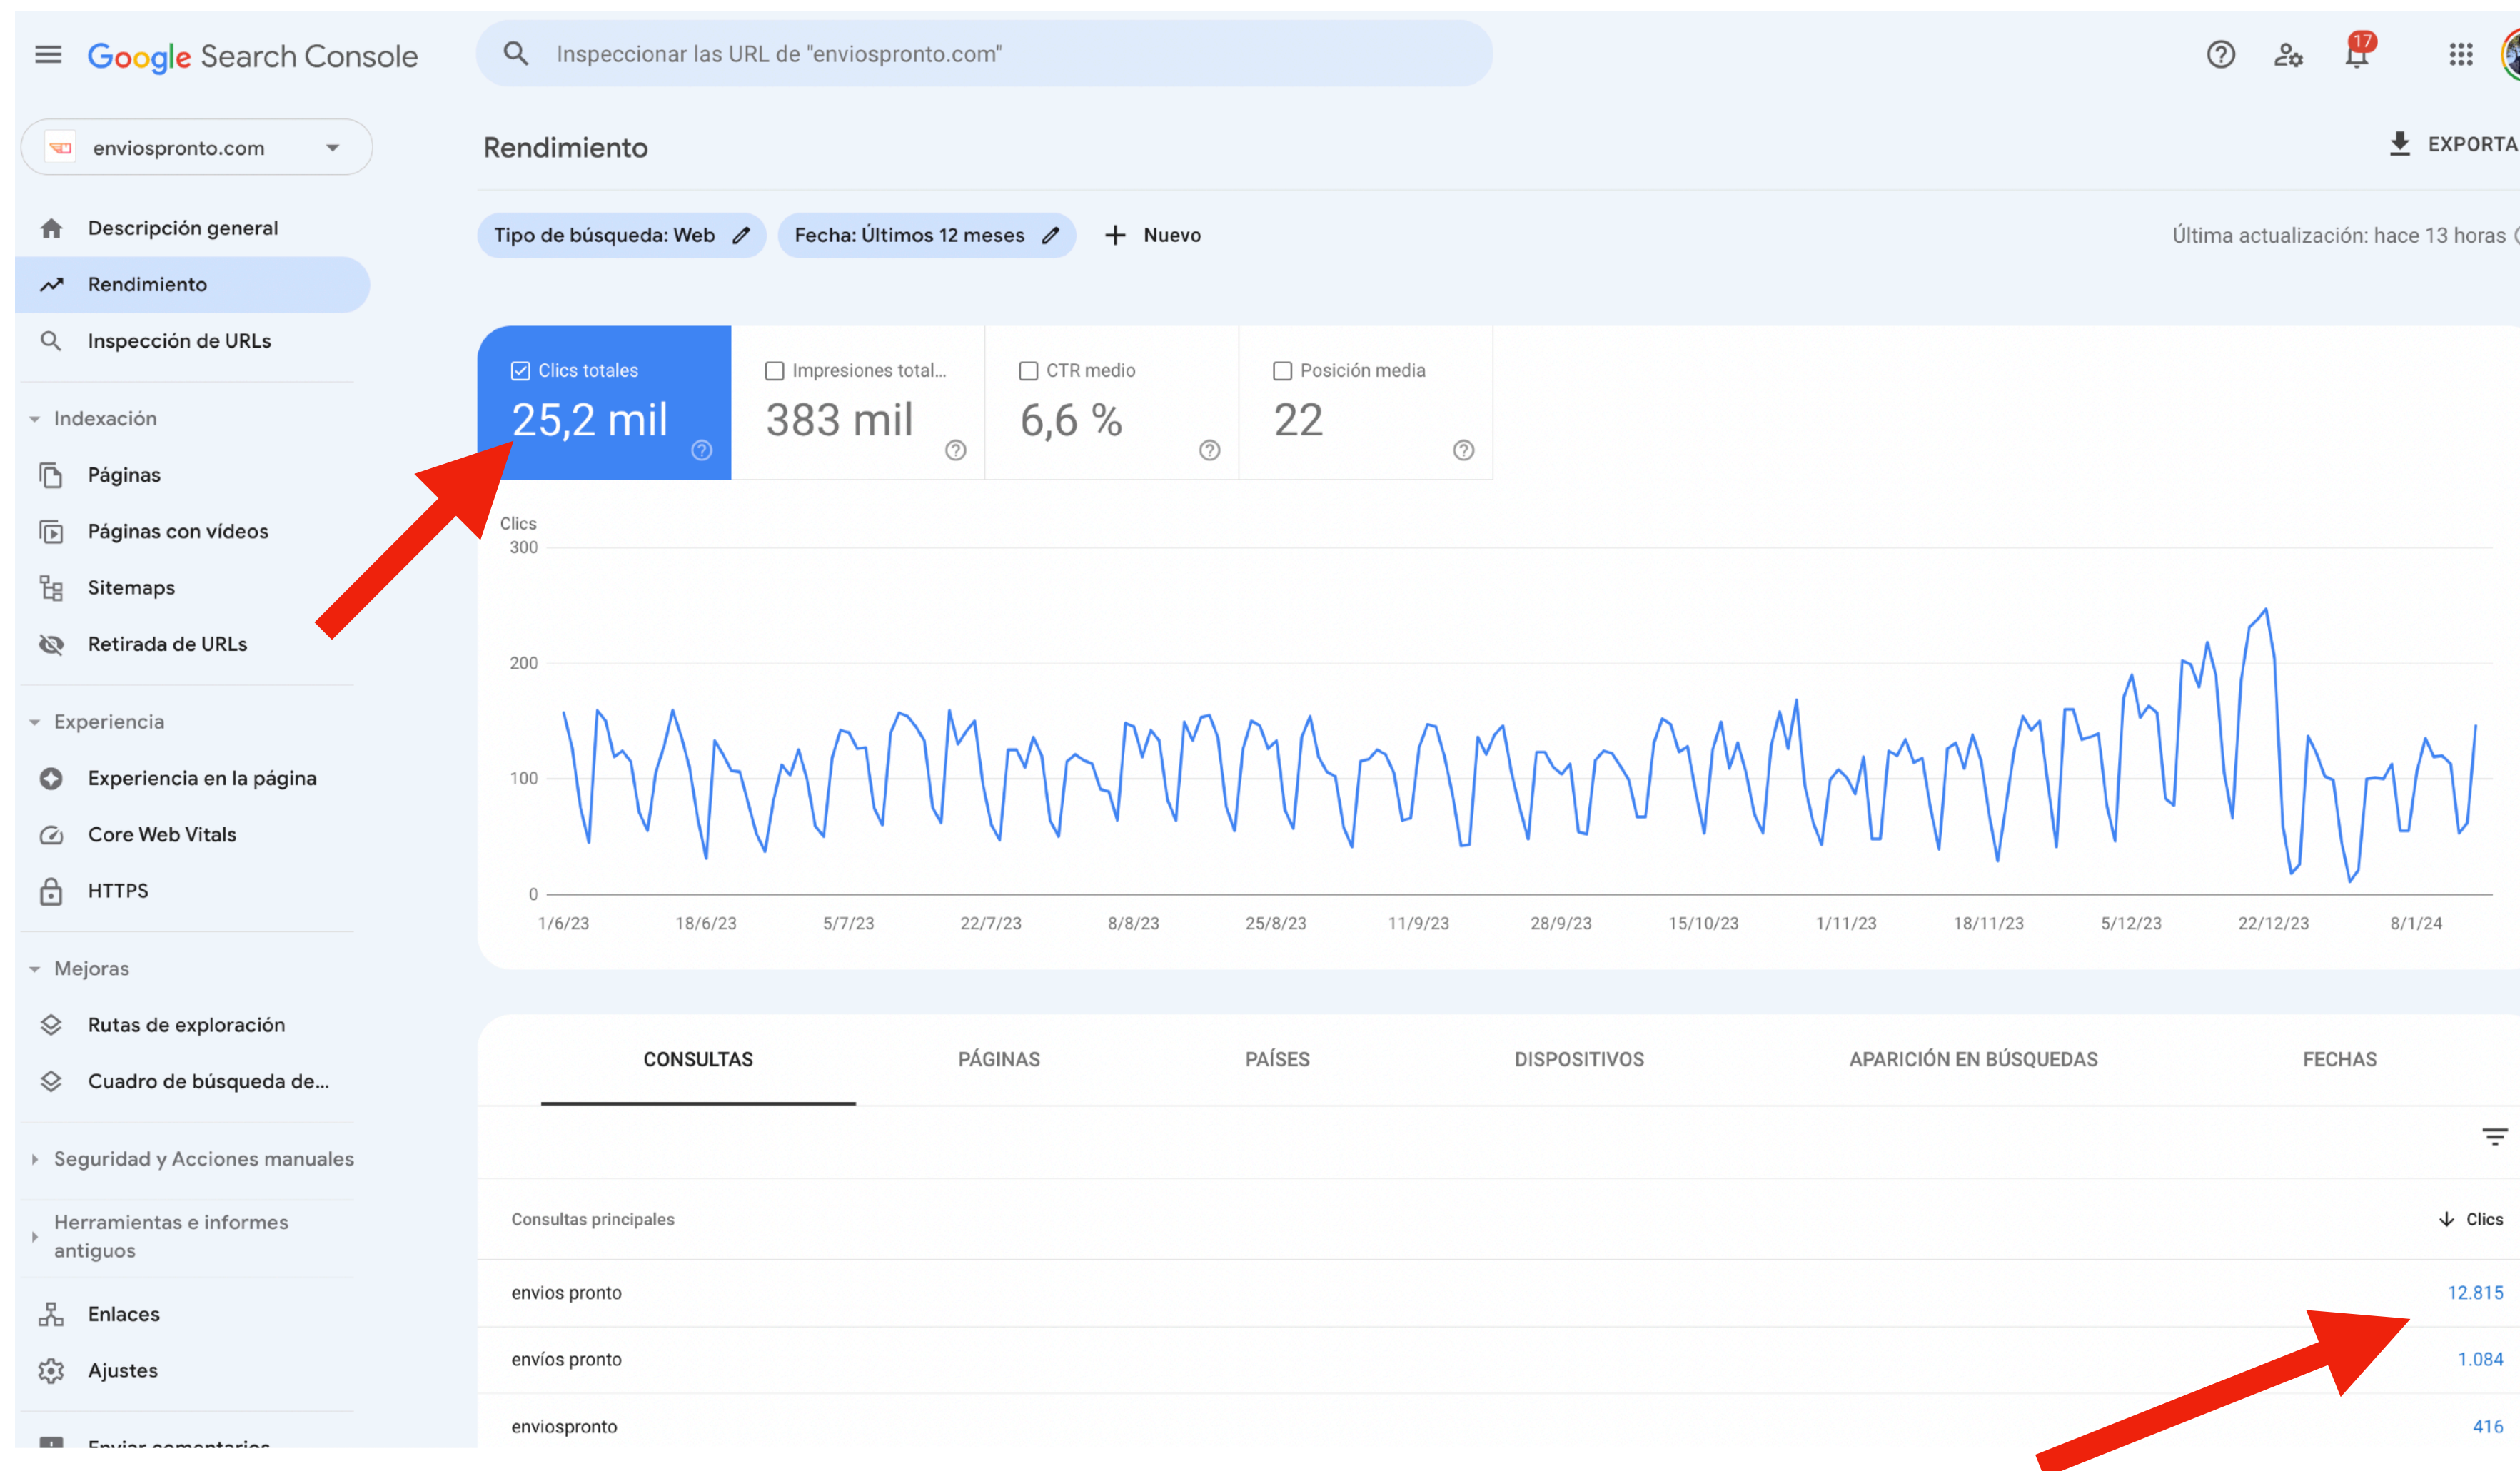 Google Search Console
Inspeccionar las URL de "enviospronto.com"
17
enviospronto.com
Rendimiento
EXPORTA
Descripción general
Rendimiento
Inspección de URLs
Indexación
Páginas
Páginas con vídeos
Sitemaps
Retirada de URLs
Experiencia
Experiencia en la página
Core Web Vitals
HTTPS
Mejoras
Rutas de exploración
Cuadro de búsqueda de...
Seguridad y Acciones manuales
Herramientas e informes
antiguos
Enlaces
Ajustes
Enviar comentarios
Tipo de búsqueda: Web
Fecha: Últimos 12 meses
Nuevo
Última actualización: hace 13 horas
Clics totales
25,2 mil
Impresiones total...
383 mil
CTR medio
6,6 %
Posición media
22
Clics
300
200
100
0
1/6/23 18/6/23 5/7/23 22/7/23 8/8/23 25/8/23 11/9/23 28/9/23 15/10/23 1/11/23 18/11/23 5/12/23 22/12/23 8/1/24
CONSULTAS PÁGINAS PAÍSES DISPOSITIVOS APARICIÓN EN BÚSQUEDAS FECHAS
Consultas principales Clics
envios pronto 12.815
envíos pronto 1.084
enviospronto 416